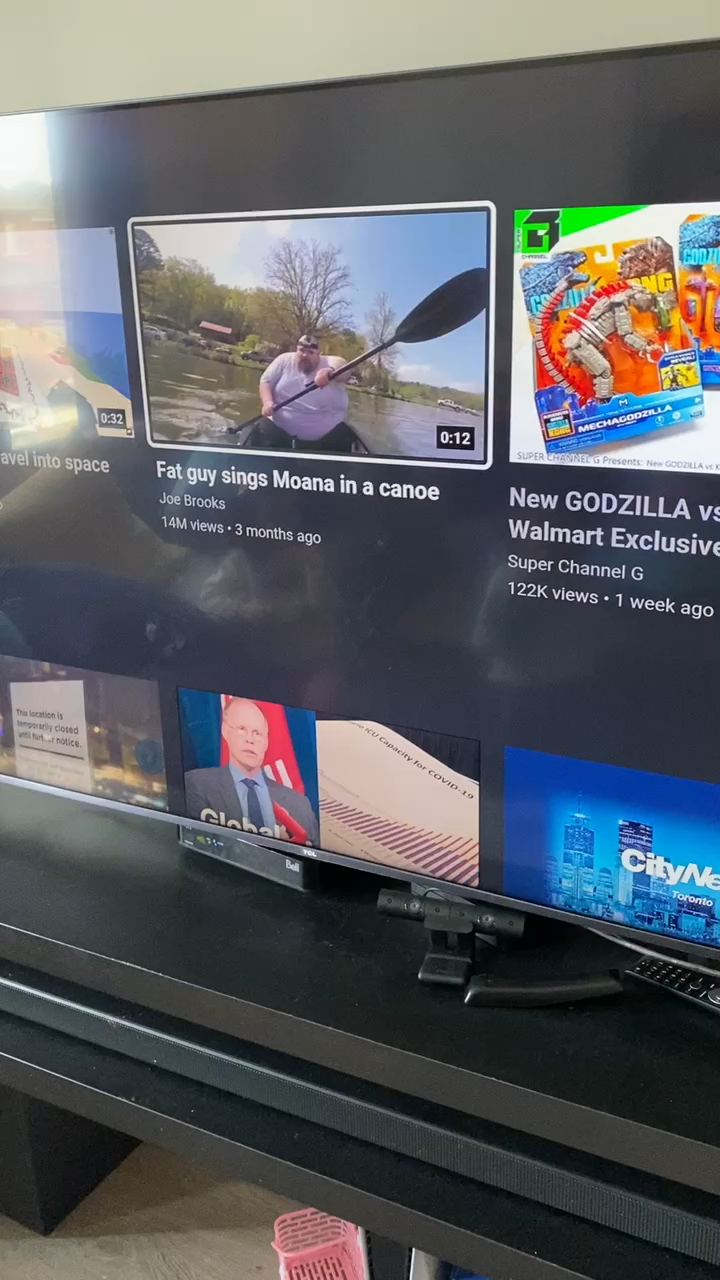 0:32
avel into space
0:12
Fat guy sings Moana in a canoe
Joe Brooks
14M views • 3 months ago
CHANNEL
MECHAGODZILLA
SUPER CHANNEL G Presents: New GODZILLA vs K
New GODZILLA vs
Walmart Exclusive
Super Channel G
122K views • 1 week ago
This location is
temporarily closed
until further notice.
Global
ICU Capacity for COVID-19
CityNe
Toronto
TCL
Bell